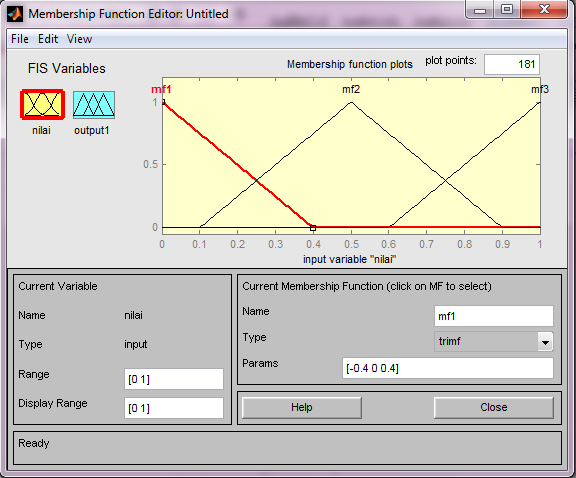 Membership Function Editor: Untitled
File Edit View
FIS Variables
Membership function plots plot points: 181
mf1 mf2 mf3
nilai output1
1
0.5
0
0 0.1 0.2 0.3 0.4 0.5 0.6 0.7 0.8 0.9 1
input variable "nilai"
Current Variable
Name nilai
Type input
Range [0 1]
Display Range [0 1]
Current Membership Function (click on MF to select)
Name mf1
Type trimf
Params [-0.4 0 0.4]
Help Close
Ready